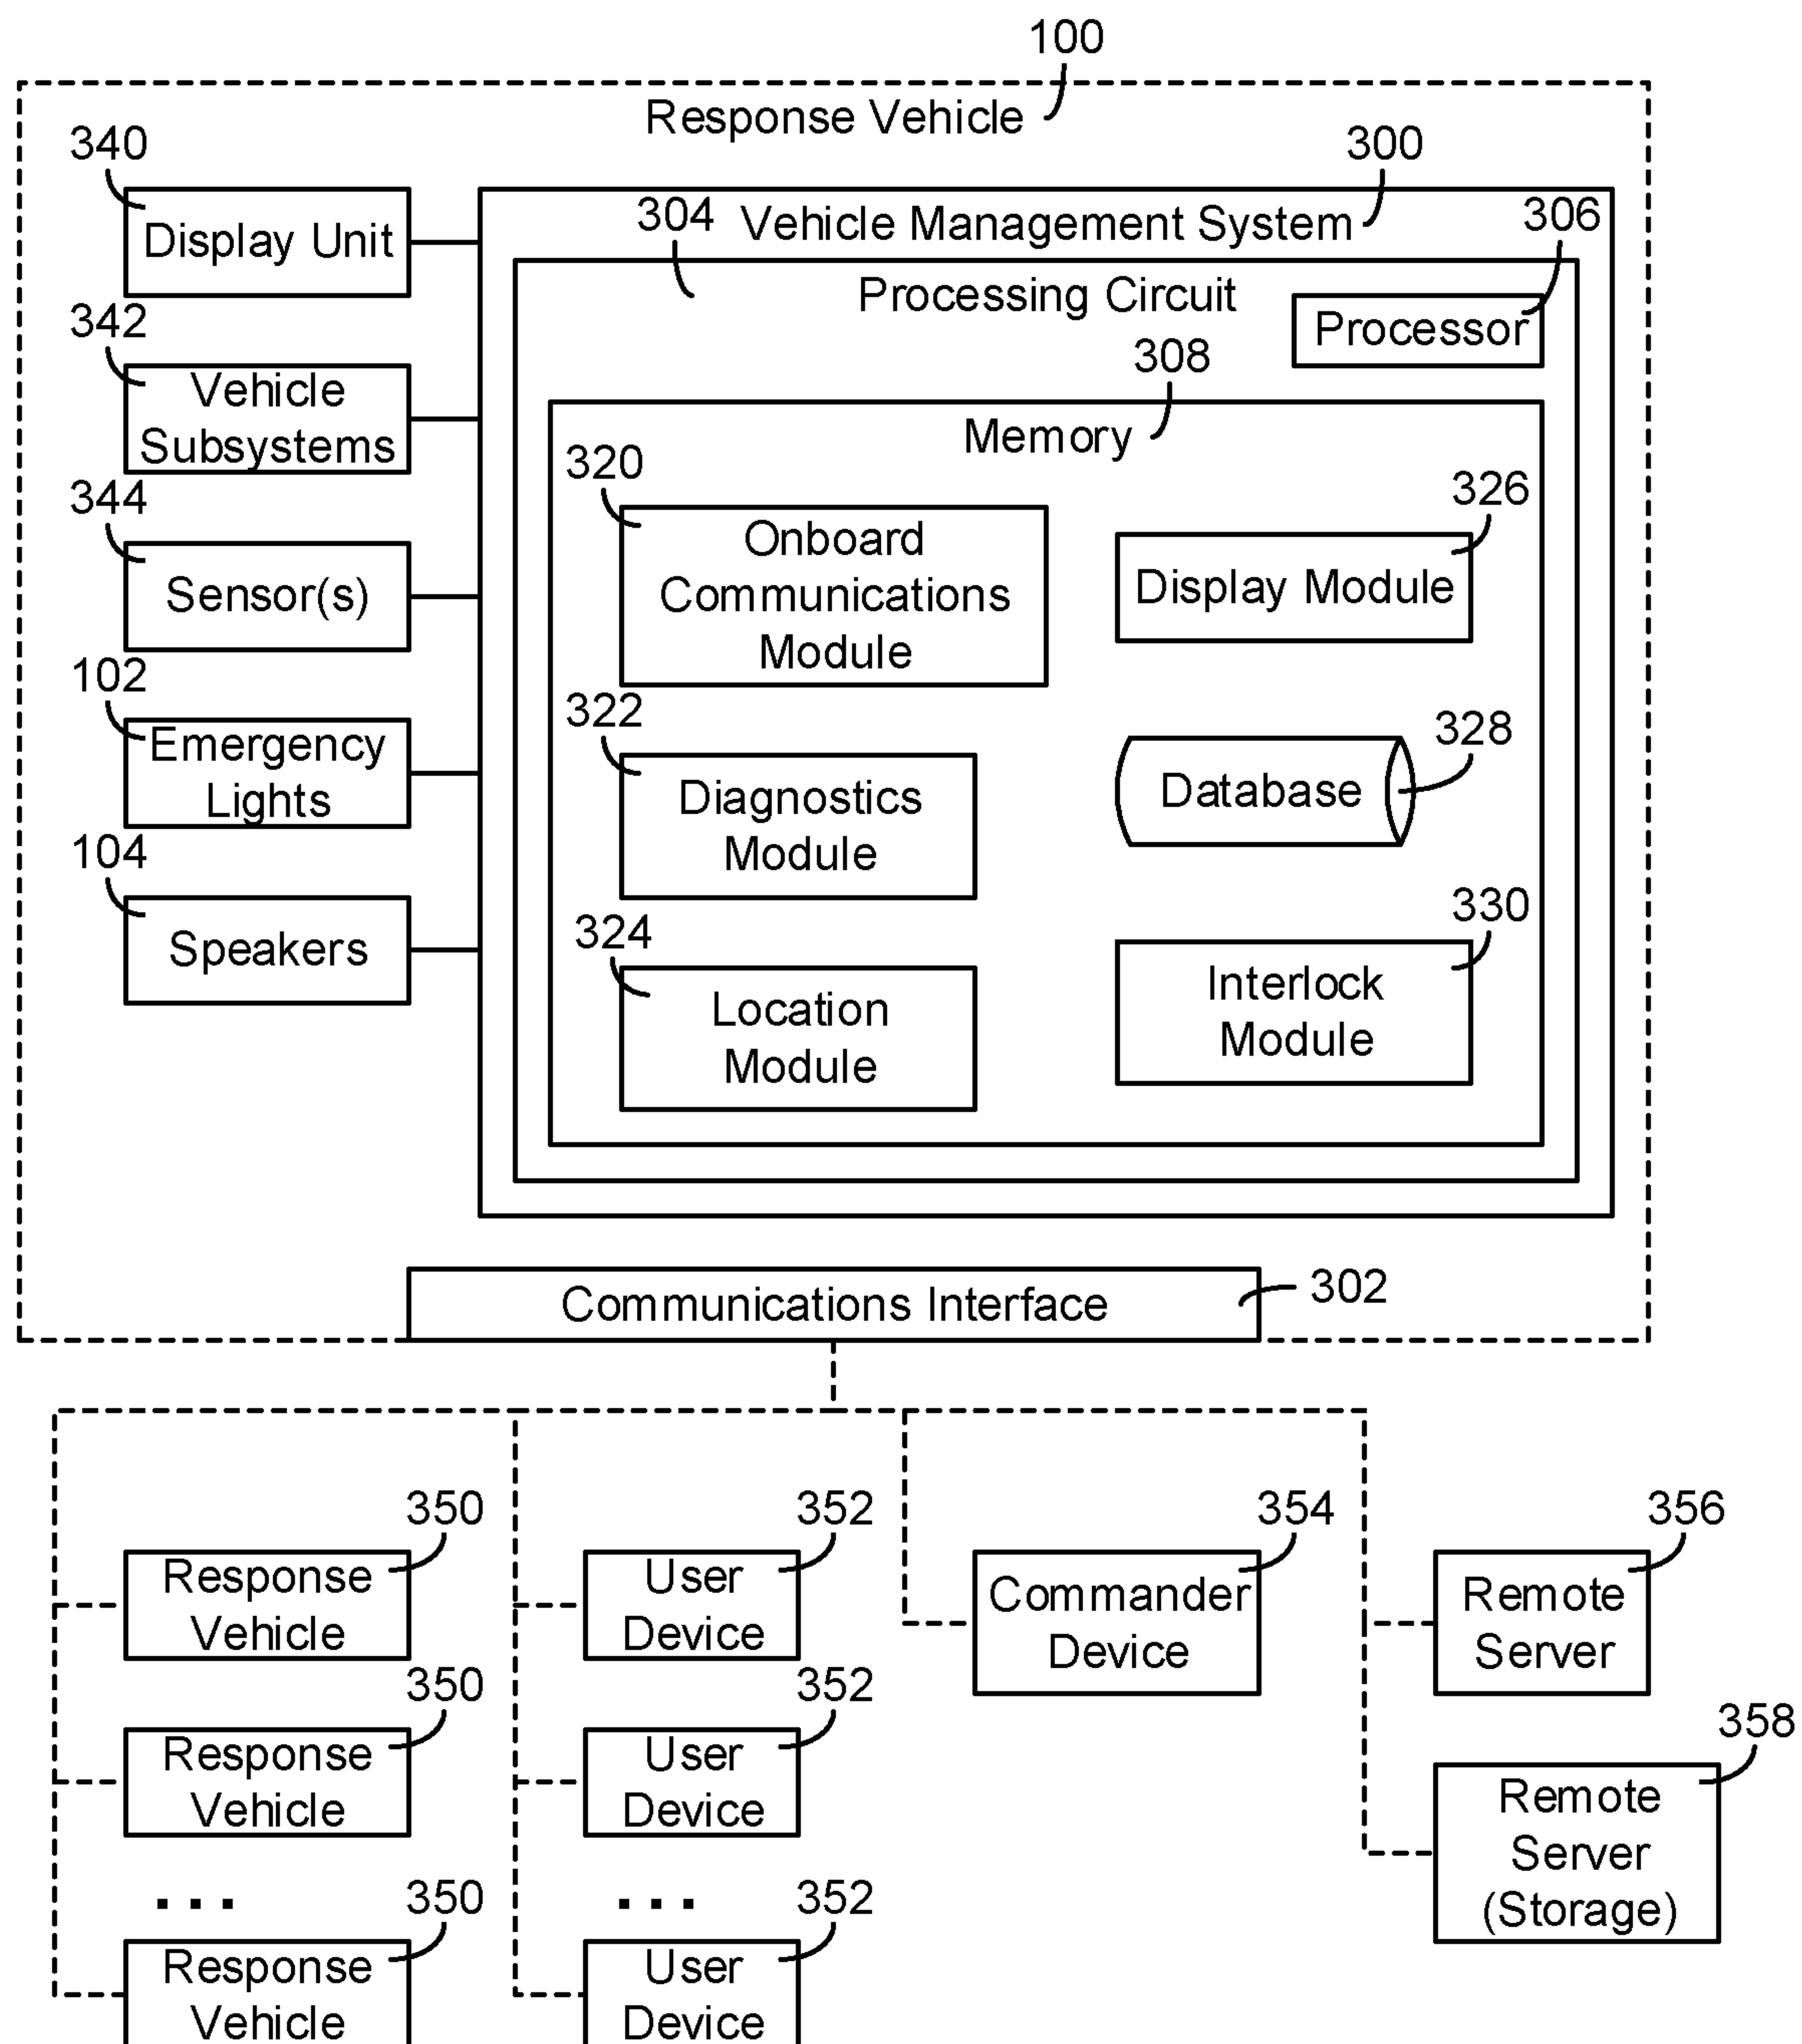 100
Response Vehicle
340
300
Display Unit
304
Vehicle Management System
306
Processing Circuit
Processor
342
Vehicle
Subsystems
308
Memory
344
Sensor(s)
320
Onboard
Communications
Module
326
Display Module
102
Emergency
Lights
322
Diagnostics
Module
328
Database
104
Speakers
324
Location
Module
330
Interlock
Module
Communications Interface
302
350
Response
Vehicle
352
User
Device
354
Commander
Device
356
Remote
Server
350
Response
Vehicle
352
User
Device
358
Remote
Server
(Storage)
...
350
Response
Vehicle
...
352
User
Device